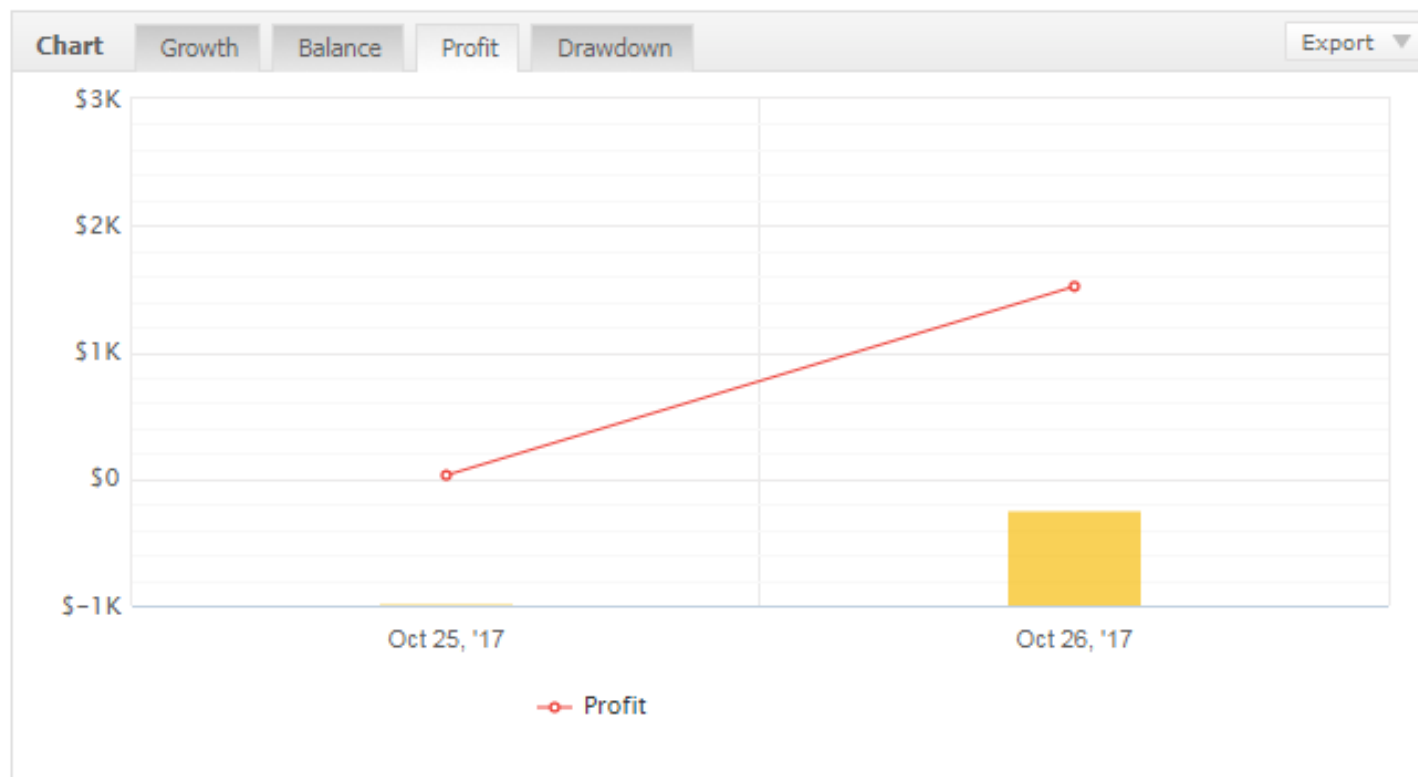 Chart Growth Balance Profit Drawdown Export
$3K
$2K
$1K
$0
$-1K
Oct 25, '17 Oct 26, '17
Profit